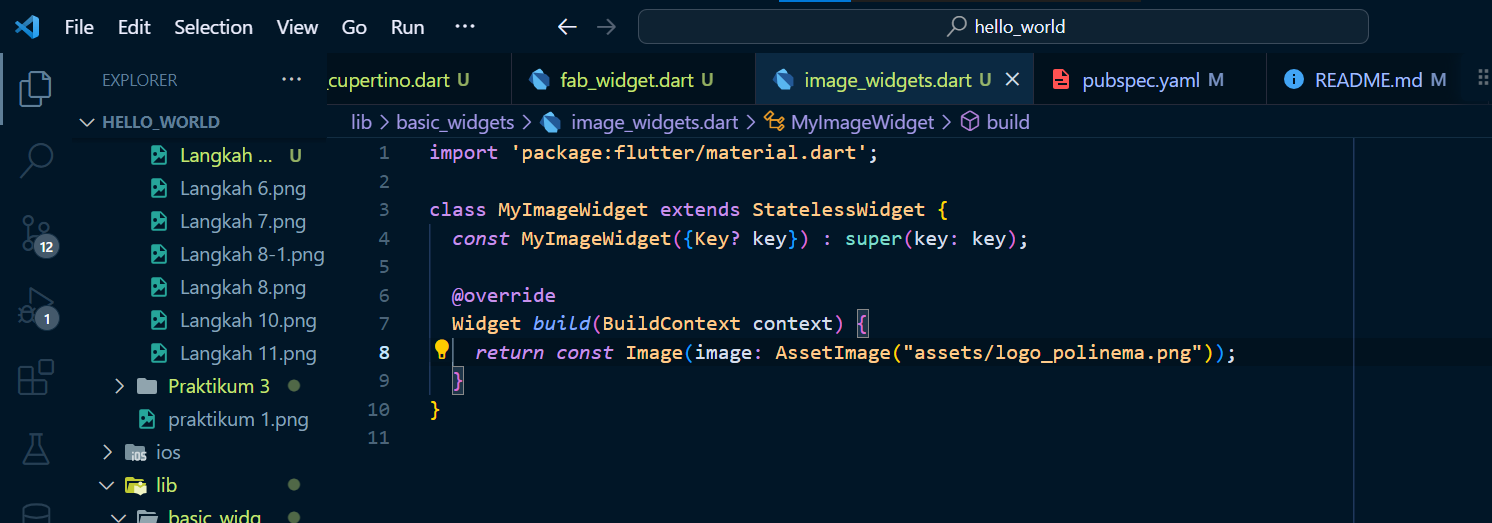 File Edit Selection View Go Run ··· hello_world
EXPLORER ···
cupertino.dart U fab_widget.dart U image_widgets.dart U pubspec.yaml M README.md M
HELLO_WORLD
lib > basic_widgets > image_widgets.dart > MyImageWidget > build
Langkah ... U
Langkah 6.png
Langkah 7.png
Langkah 8-1.png
Langkah 8.png
Langkah 10.png
Langkah 11.png
Praktikum 3
praktikum 1.png
ios
lib
basic_widg
12
1
1 import 'package:flutter/material.dart';
2
3 class MyImageWidget extends StatelessWidget {
4 const MyImageWidget({Key? key}) : super(key: key);
5
6 @override
7 Widget build(BuildContext context) {
8 return const Image(image: AssetImage("assets/logo_polinema.png"));
9 }
10 }
11